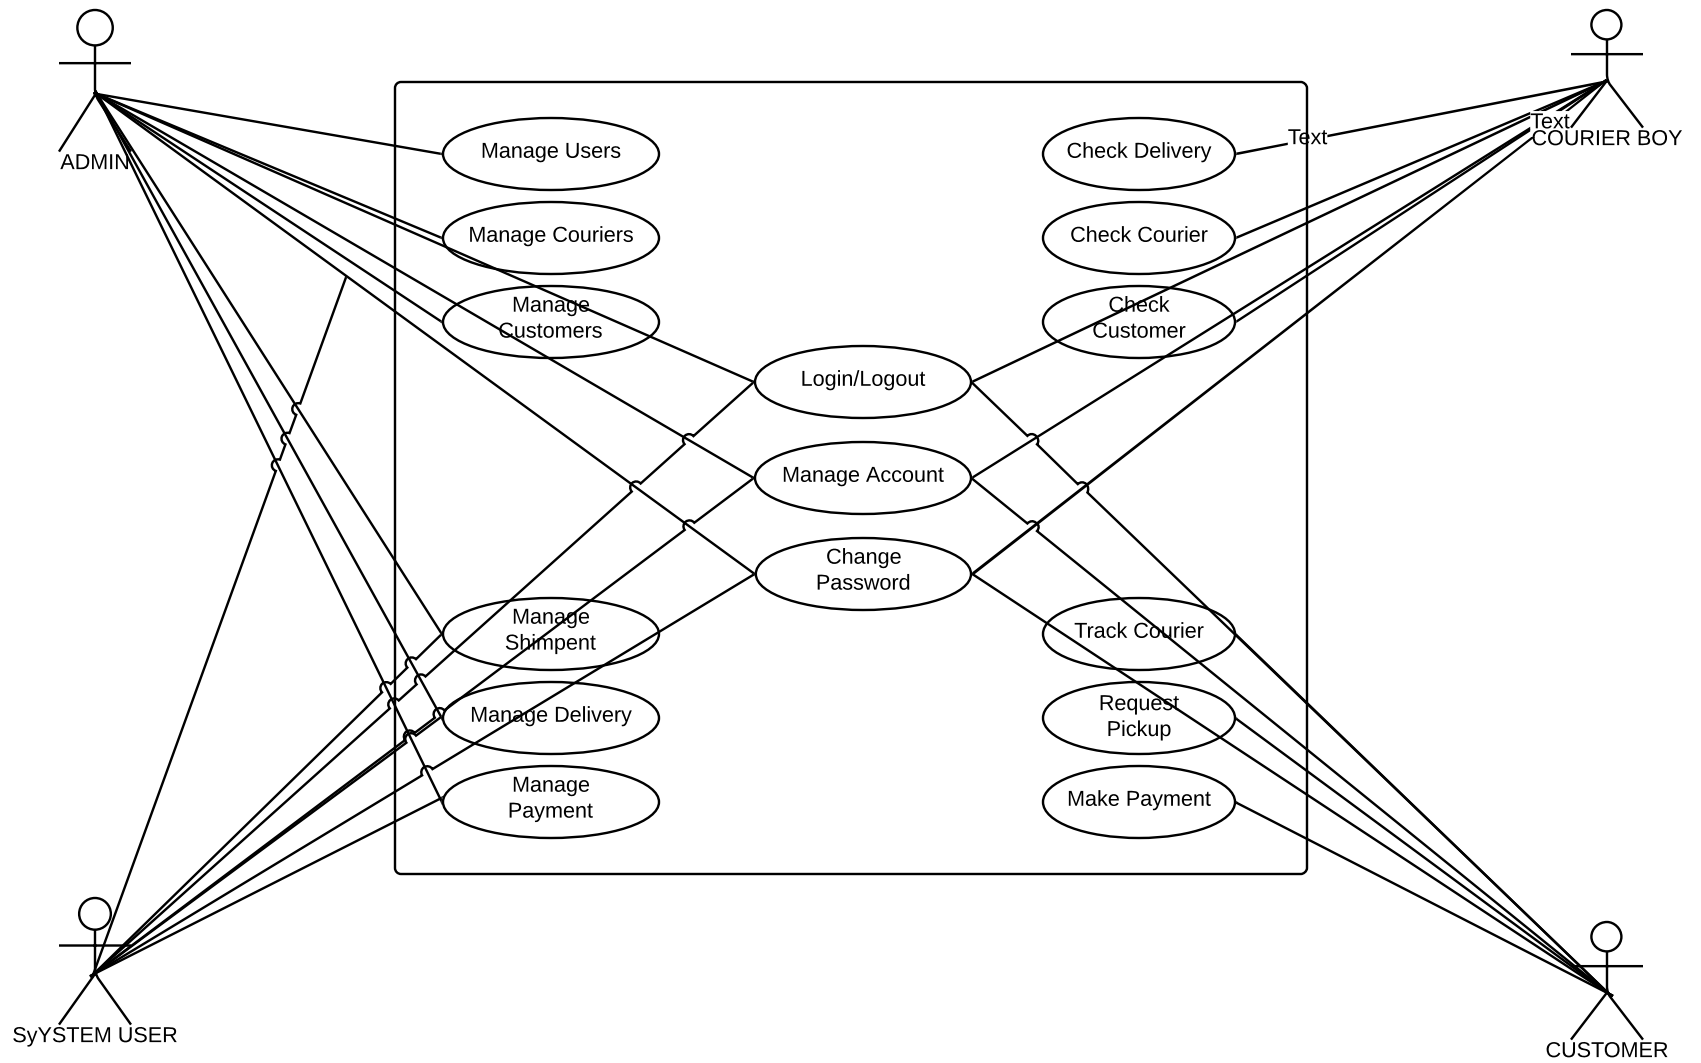 ADMIN
Text
COURIER BOY
Text
Manage Users
Check Delivery
Manage Couriers
Check Courier
Manage
Customers
Check
Customer
Login/Logout
Manage Account
Change
Password
Manage
Shimpent
Track Courier
Manage Delivery
Request
Pickup
Manage
Payment
Make Payment
SyYSTEM USER
CUSTOMER